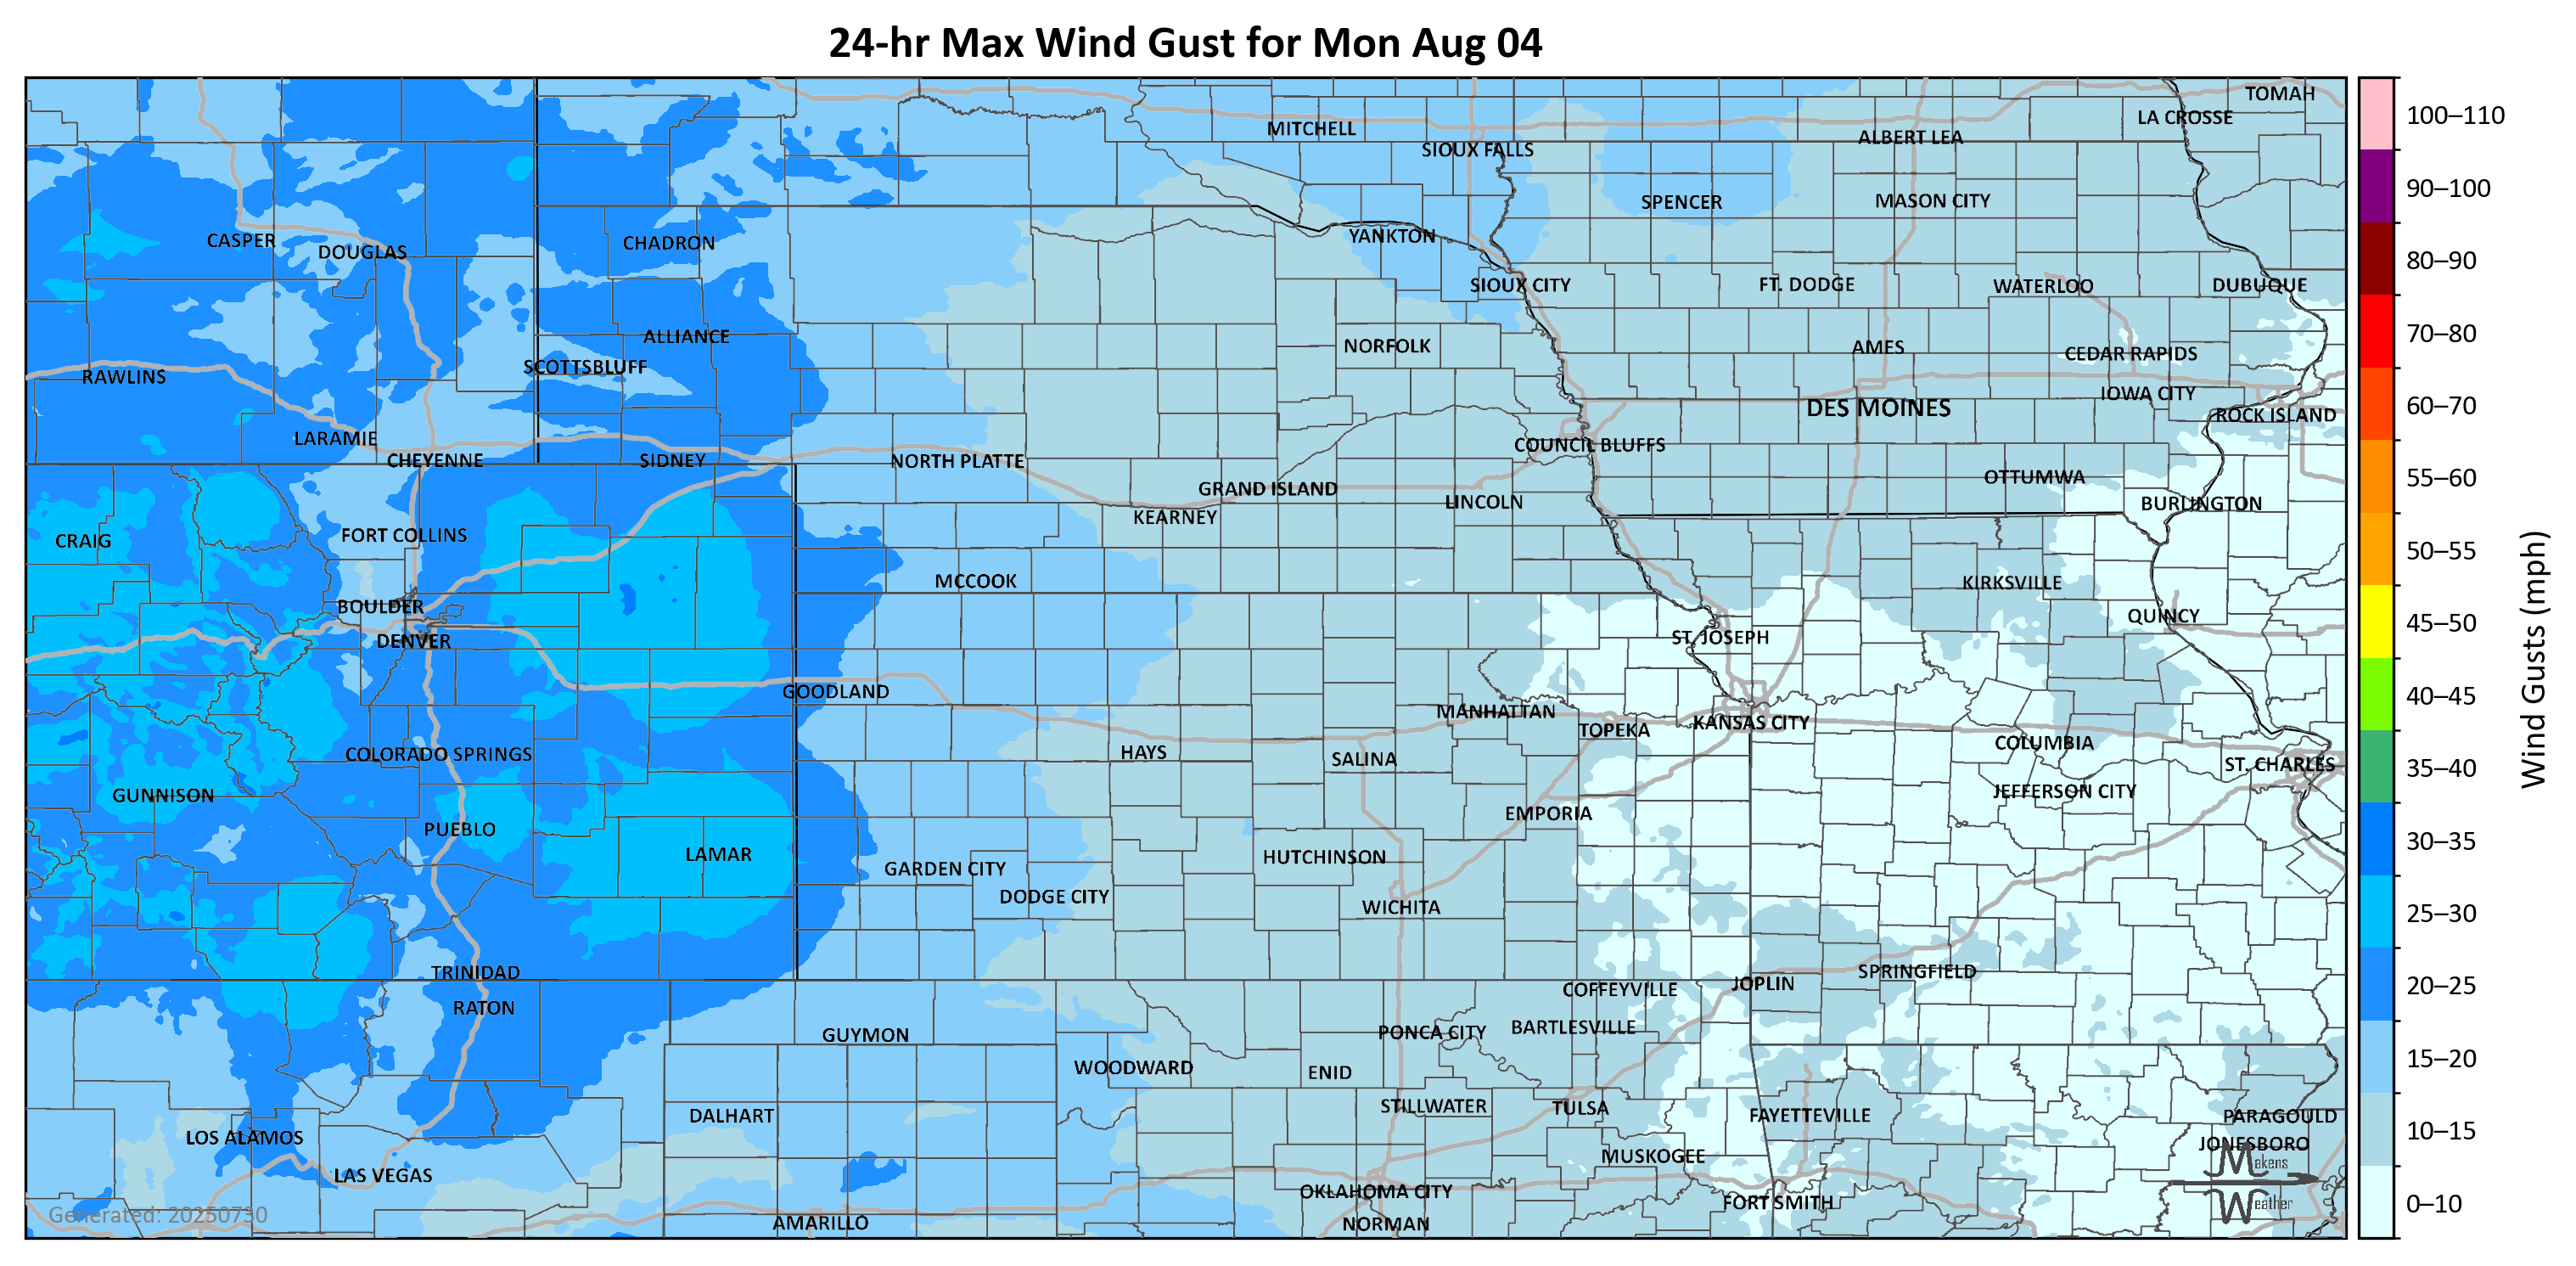 24-hr Max Wind Gust for Mon Aug 04
TOMAH
LA CROSSE
MITCHELL
ALBERT LEA
SIOUX FALLS
SPENCER
MASON CITY
CASPER
DOUGLAS
CHADRON
YANKTON
SIOUX CITY
FT. DODGE
WATERLOO
DUBUQUE
ALLIANCE
NORFOLK
AMES
CEDAR RAPIDS
SCOTTSBLUFF
RAWLINS
IOWA CITY
DES MOINES
ROCK ISLAND
LARAMIE
COUNCIL BLUFFS
CHEYENNE
SIDNEY
NORTH PLATTE
OTTUMWA
GRAND ISLAND
LINCOLN
BURLINGTON
KEARNEY
FORT COLLINS
CRAIG
MCCOOK
KIRKSVILLE
BOULDER
QUINCY
DENVER
ST. JOSEPH
GOODLAND
MANHATTAN
TOPEKA
KANSAS CITY
COLUMBIA
COLORADO SPRINGS
HAYS
SALINA
ST. CHARLES
GUNNISON
JEFFERSON CITY
EMPORIA
PUEBLO
LAMAR
HUTCHINSON
GARDEN CITY
DODGE CITY
WICHITA
TRINIDAD
SPRINGFIELD
JOPLIN
COFFEYVILLE
RATON
GUYMON
PONCA CITY
BARTLESVILLE
WOODWARD
ENID
DALHART
STILLWATER
TULSA
FAYETTEVILLE
PARAGOULD
LOS ALAMOS
JONESBORO
LAS VEGAS
MUSKOGEE
OKLAHOMA CITY
FORT SMITH
AMARILLO
NORMAN
Generated: 20250730
Makens
Weather
100–110
90–100
80–90
70–80
60–70
55–60
50–55
45–50
40–45
35–40
30–35
25–30
20–25
15–20
10–15
0–10
Wind Gusts (mph)